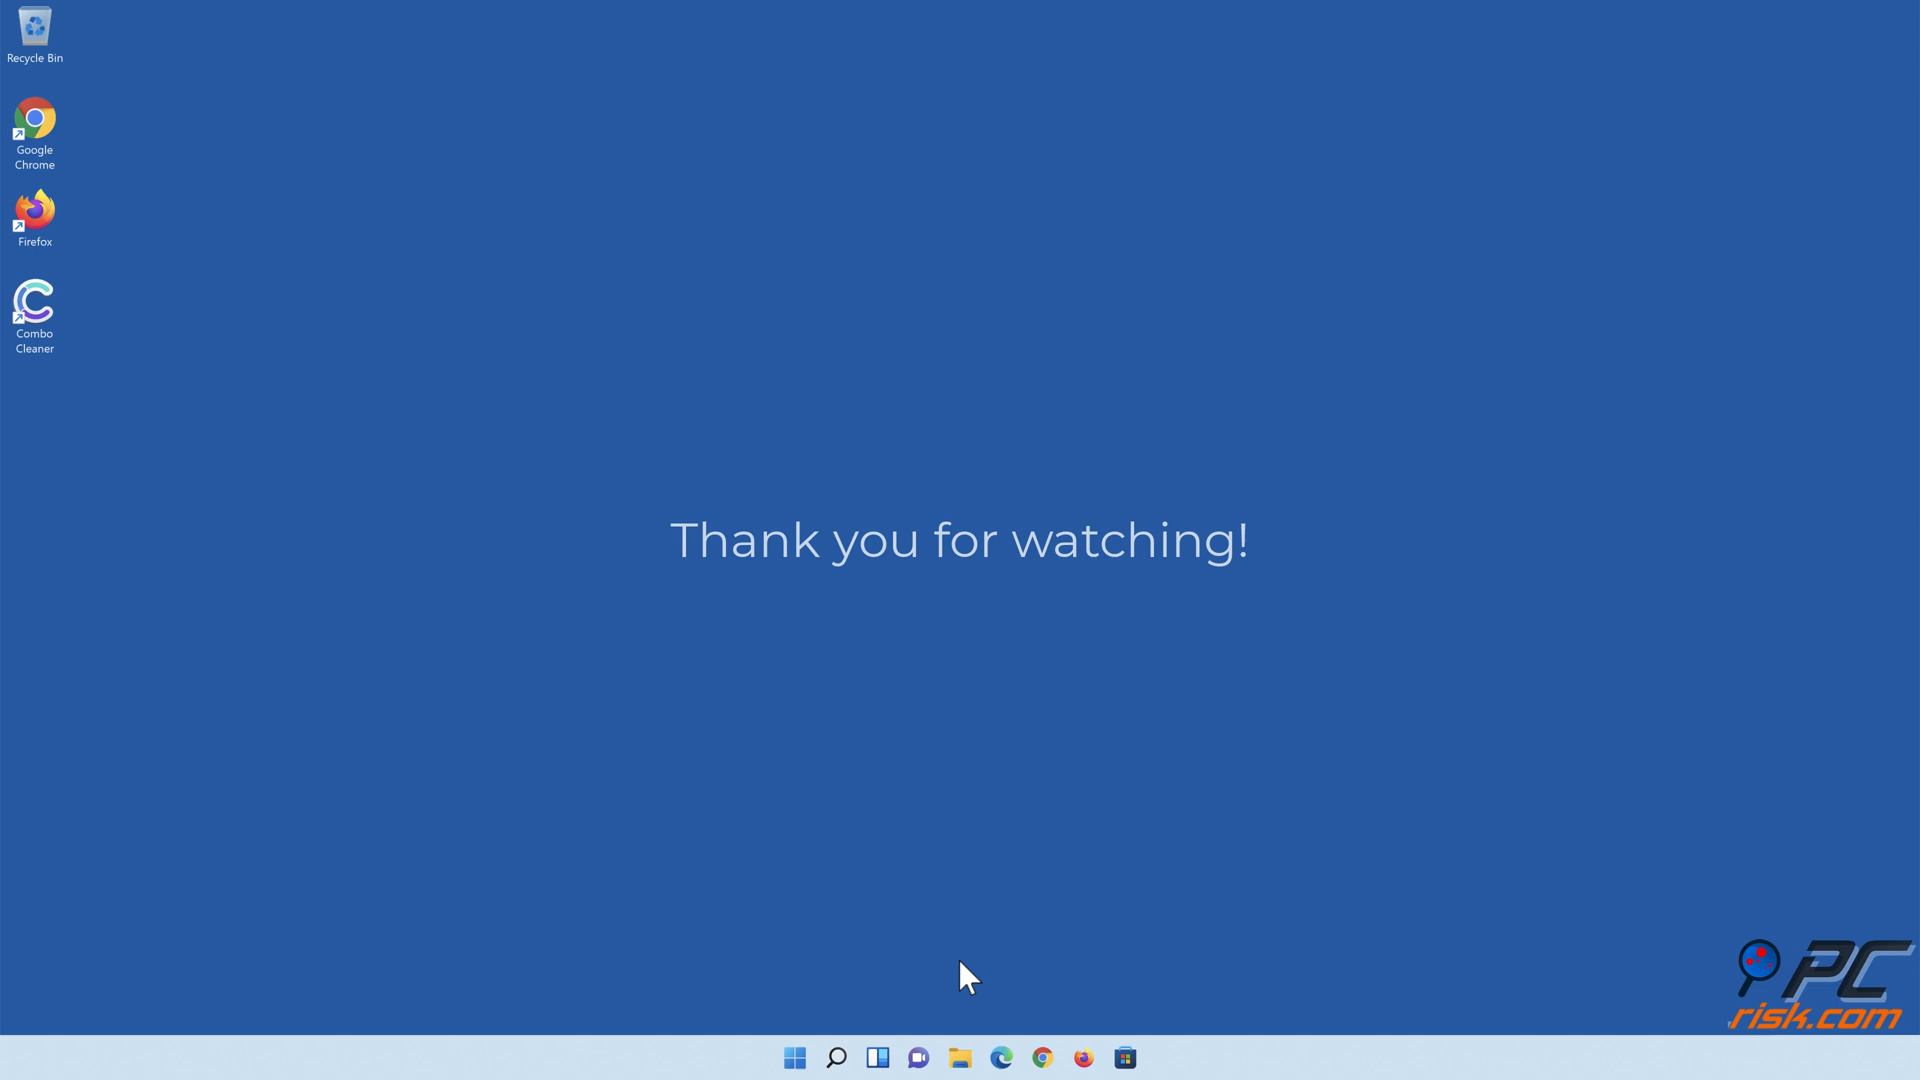 Recycle Bin
Google
Chrome
Firefox
Combo
Cleaner
Thank you for watching!
PC
risk.com